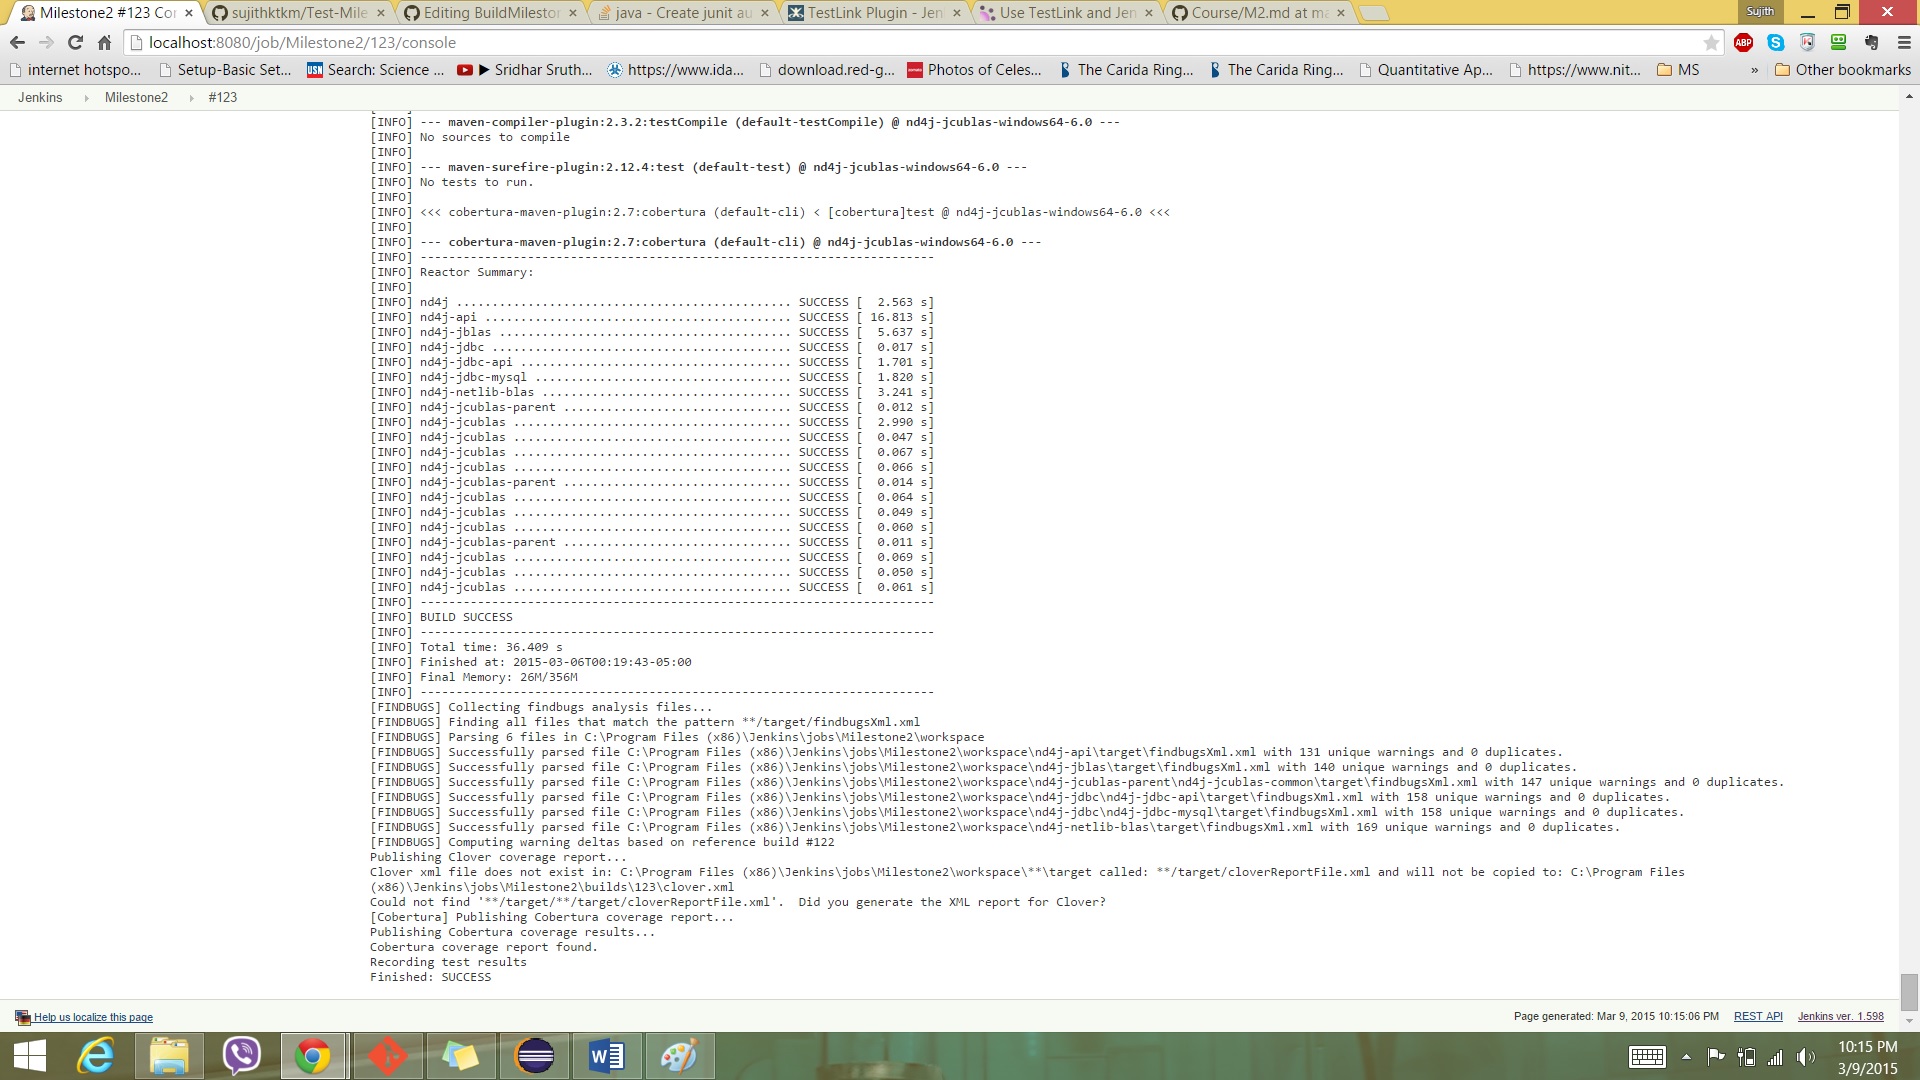 Milestone2 #123 Con
sujithktkm/Test-Mile
Editing BuildMilesto
java - Create junit au
TestLink Plugin - Jen
Use TestLink and Jen
Course/M2.md at ma
Sujith
localhost:8080/job/Milestone2/123/console
ABP
internet hotspo...
Setup-Basic Set...
USN Search: Science ...
▶ Sridhar Sruth...
https://www.ida...
download.red-g...
Photos of Celes...
The Carida Ring...
The Carida Ring...
Quantitative Ap...
https://www.nit...
MS
»
Other bookmarks
Jenkins
Milestone2
#123
[INFO] --- maven-compiler-plugin:2.3.2:testCompile (default-testCompile) @ nd4j-jcublas-windows64-6.0 ---
[INFO] No sources to compile
[INFO]
[INFO] --- maven-surefire-plugin:2.12.4:test (default-test) @ nd4j-jcublas-windows64-6.0 ---
[INFO] No tests to run.
[INFO]
[INFO] <<< cobertura-maven-plugin:2.7:cobertura (default-cli) < [cobertura]test @ nd4j-jcublas-windows64-6.0 <<<
[INFO]
[INFO] --- cobertura-maven-plugin:2.7:cobertura (default-cli) @ nd4j-jcublas-windows64-6.0 ---
[INFO] ------------------------------------------------------------------------
[INFO] Reactor Summary:
[INFO]
[INFO] nd4j ............................................... SUCCESS [  2.563 s]
[INFO] nd4j-api ........................................... SUCCESS [ 16.813 s]
[INFO] nd4j-jblas ......................................... SUCCESS [  5.637 s]
[INFO] nd4j-jdbc .......................................... SUCCESS [  0.017 s]
[INFO] nd4j-jdbc-api ...................................... SUCCESS [  1.701 s]
[INFO] nd4j-jdbc-mysql .................................... SUCCESS [  1.820 s]
[INFO] nd4j-netlib-blas ................................... SUCCESS [  3.241 s]
[INFO] nd4j-jcublas-parent ................................ SUCCESS [  0.012 s]
[INFO] nd4j-jcublas ....................................... SUCCESS [  2.990 s]
[INFO] nd4j-jcublas ....................................... SUCCESS [  0.047 s]
[INFO] nd4j-jcublas ....................................... SUCCESS [  0.067 s]
[INFO] nd4j-jcublas ....................................... SUCCESS [  0.066 s]
[INFO] nd4j-jcublas-parent ................................ SUCCESS [  0.014 s]
[INFO] nd4j-jcublas ....................................... SUCCESS [  0.064 s]
[INFO] nd4j-jcublas ....................................... SUCCESS [  0.049 s]
[INFO] nd4j-jcublas ....................................... SUCCESS [  0.060 s]
[INFO] nd4j-jcublas-parent ................................ SUCCESS [  0.011 s]
[INFO] nd4j-jcublas ....................................... SUCCESS [  0.069 s]
[INFO] nd4j-jcublas ....................................... SUCCESS [  0.050 s]
[INFO] nd4j-jcublas ....................................... SUCCESS [  0.061 s]
[INFO] ------------------------------------------------------------------------
[INFO] BUILD SUCCESS
[INFO] ------------------------------------------------------------------------
[INFO] Total time: 36.409 s
[INFO] Finished at: 2015-03-06T00:19:43-05:00
[INFO] Final Memory: 26M/356M
[INFO] ------------------------------------------------------------------------
[FINDBUGS] Collecting findbugs analysis files...
[FINDBUGS] Finding all files that match the pattern **/target/findbugsXml.xml
[FINDBUGS] Parsing 6 files in C:\Program Files (x86)\Jenkins\jobs\Milestone2\workspace
[FINDBUGS] Successfully parsed file C:\Program Files (x86)\Jenkins\jobs\Milestone2\workspace\nd4j-api\target\findbugsXml.xml with 131 unique warnings and 0 duplicates.
[FINDBUGS] Successfully parsed file C:\Program Files (x86)\Jenkins\jobs\Milestone2\workspace\nd4j-jblas\target\findbugsXml.xml with 140 unique warnings and 0 duplicates.
[FINDBUGS] Successfully parsed file C:\Program Files (x86)\Jenkins\jobs\Milestone2\workspace\nd4j-jcublas-parent\nd4j-jcublas-common\target\findbugsXml.xml with 147 unique warnings and 0 duplicates.
[FINDBUGS] Successfully parsed file C:\Program Files (x86)\Jenkins\jobs\Milestone2\workspace\nd4j-jdbc\nd4j-jdbc-api\target\findbugsXml.xml with 158 unique warnings and 0 duplicates.
[FINDBUGS] Successfully parsed file C:\Program Files (x86)\Jenkins\jobs\Milestone2\workspace\nd4j-jdbc\nd4j-jdbc-mysql\target\findbugsXml.xml with 158 unique warnings and 0 duplicates.
[FINDBUGS] Successfully parsed file C:\Program Files (x86)\Jenkins\jobs\Milestone2\workspace\nd4j-netlib-blas\target\findbugsXml.xml with 169 unique warnings and 0 duplicates.
[FINDBUGS] Computing warning deltas based on reference build #122
Publishing Clover coverage report...
Clover xml file does not exist in: C:\Program Files (x86)\Jenkins\jobs\Milestone2\workspace\**\target called: **/target/cloverReportFile.xml and will not be copied to: C:\Program Files
(x86)\Jenkins\jobs\Milestone2\builds\123\clover.xml
Could not find '**/target/**/target/cloverReportFile.xml'.  Did you generate the XML report for Clover?
[Cobertura] Publishing Cobertura coverage report...
Publishing Cobertura coverage results...
Cobertura coverage report found.
Recording test results
Finished: SUCCESS
Help us localize this page
Page generated: Mar 9, 2015 10:15:06 PM
REST API
Jenkins ver. 1.598
10:15 PM
3/9/2015